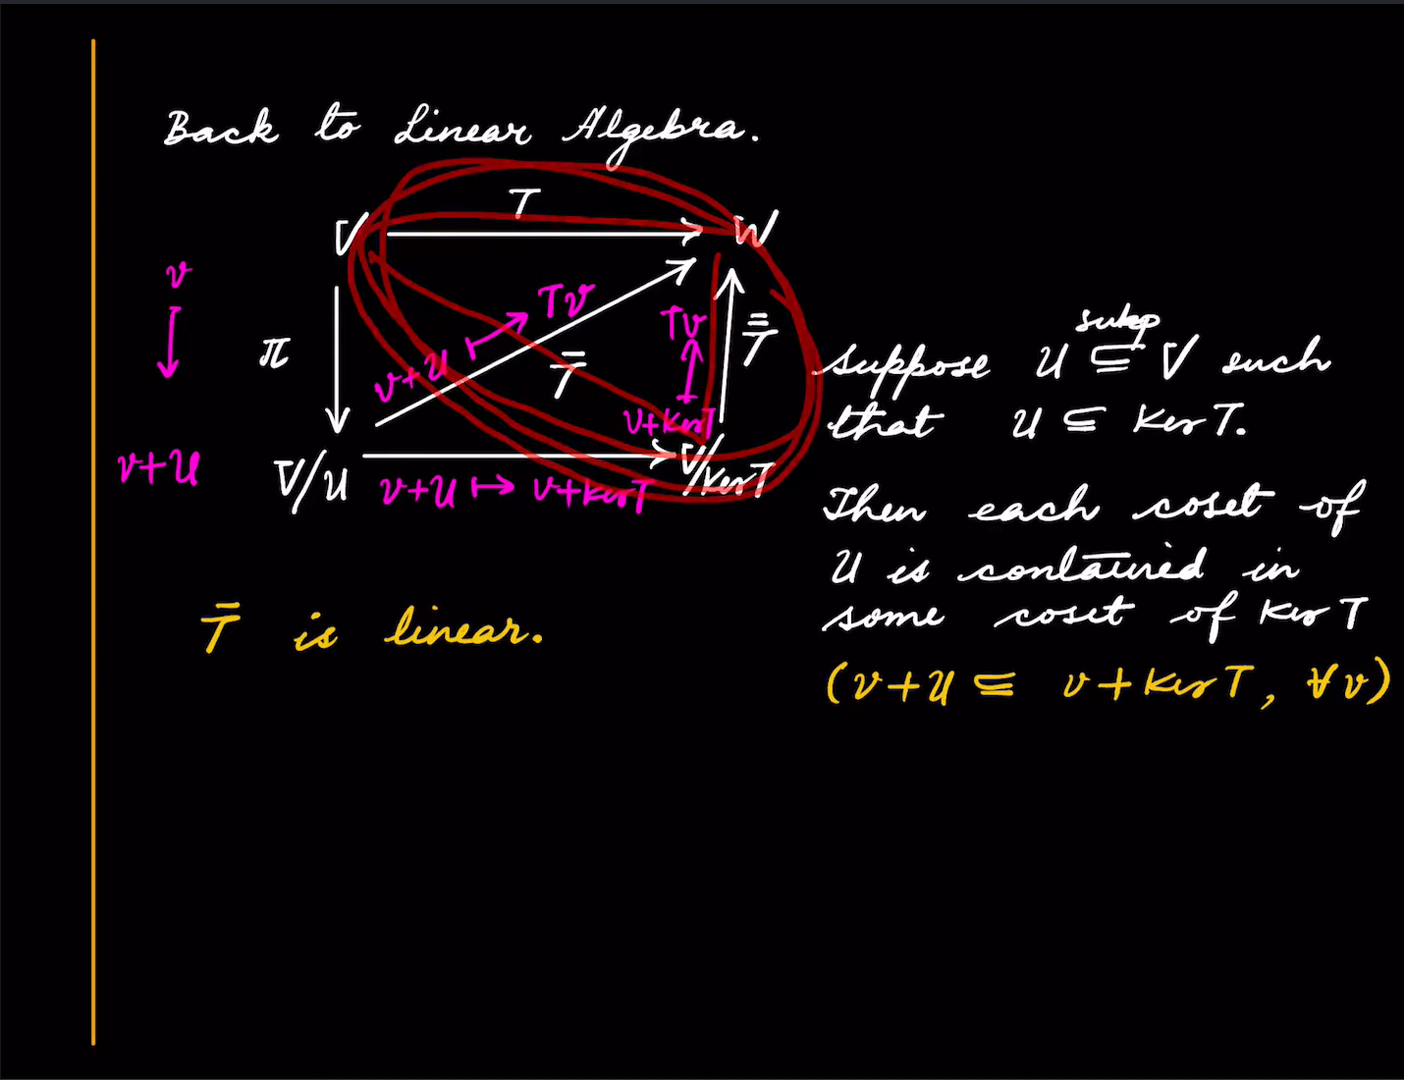 Back to Linear Algebra.
T
V W
v
Tv
π
v+U
T̿
Tv
T̿̄
v+kerT
v+U V/U V/kerT
v+U ↦ v+kerT
subsp
suppose U ⊆ V such
that U ⊆ KerT.
Then each coset of
U is contained in
some coset of Ker T
(v+U ⊆ v+KerT, ∀v)
T̿ is linear.